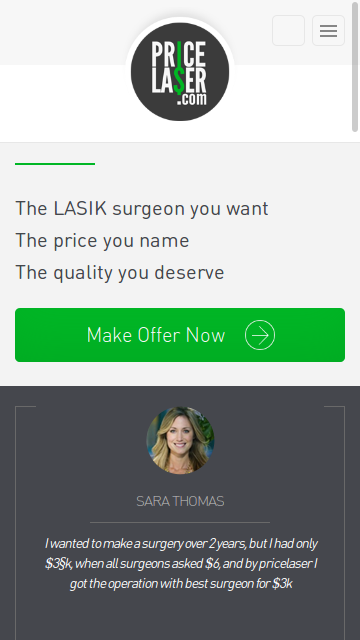 PRICE
LA$ER
.com
The LASIK surgeon you want
The price you name
The quality you deserve
Make Offer Now
SARA THOMAS
I wanted to make a surgery over 2 years, but I had only
$3§k, when all surgeons asked $6, and by pricelaser I
got the operation with best surgeon for $3k